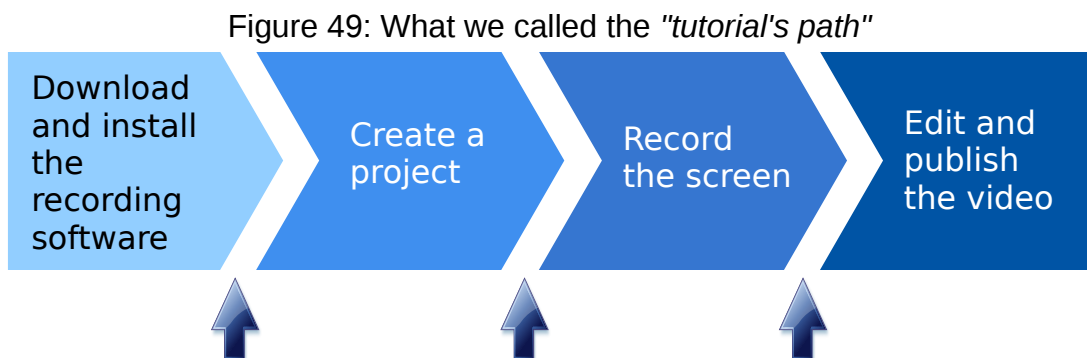 Figure 49: What we called the "tutorial's path"
Download
and install
the
recording
software
Create a
project
Record
the screen
Edit and
publish
the video